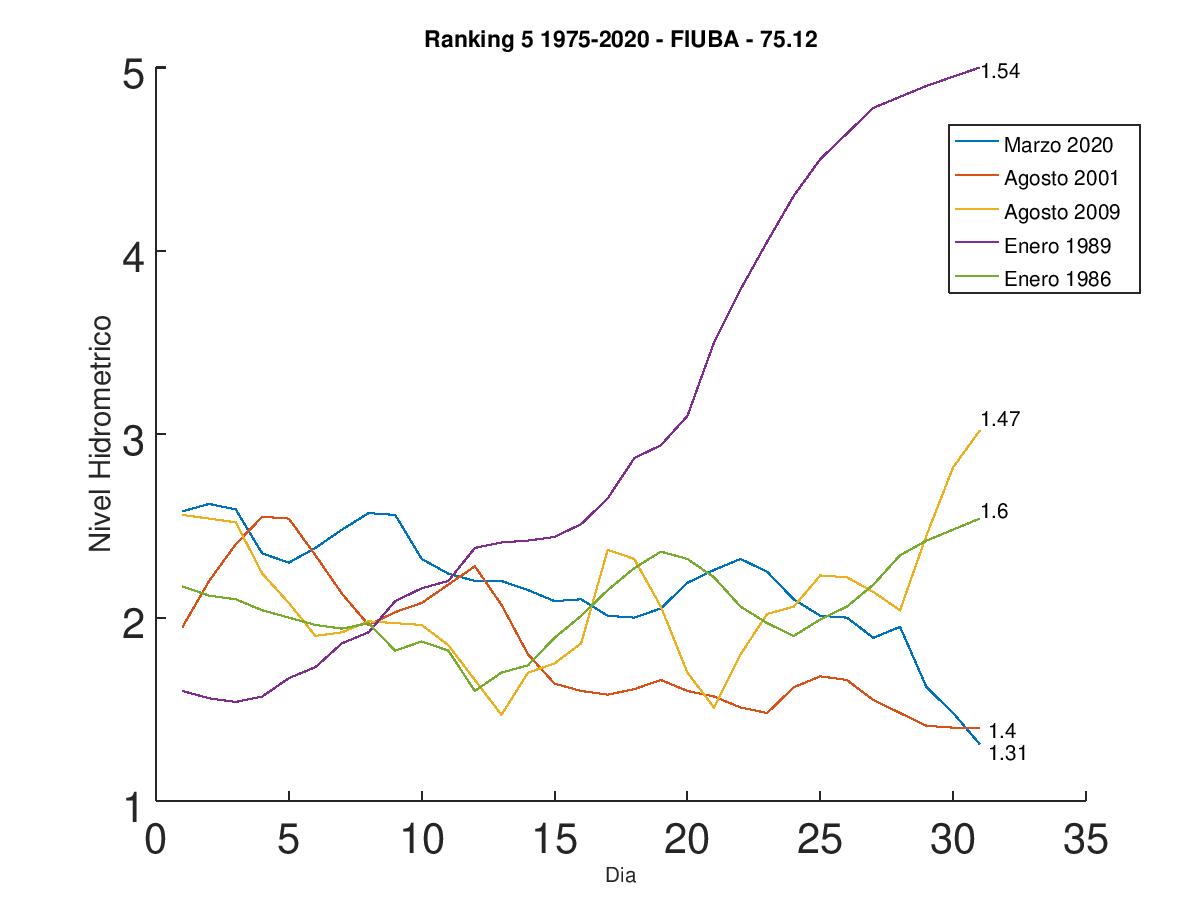 Ranking 5 1975-2020 - FIUBA - 75.12
5
4
3
2
1
Nivel Hidrometrico
1.54
Marzo 2020
Agosto 2001
Agosto 2009
Enero 1989
Enero 1986
1.47
1.6
1.4
1.31
0 5 10 15 20 25 30 35
Dia